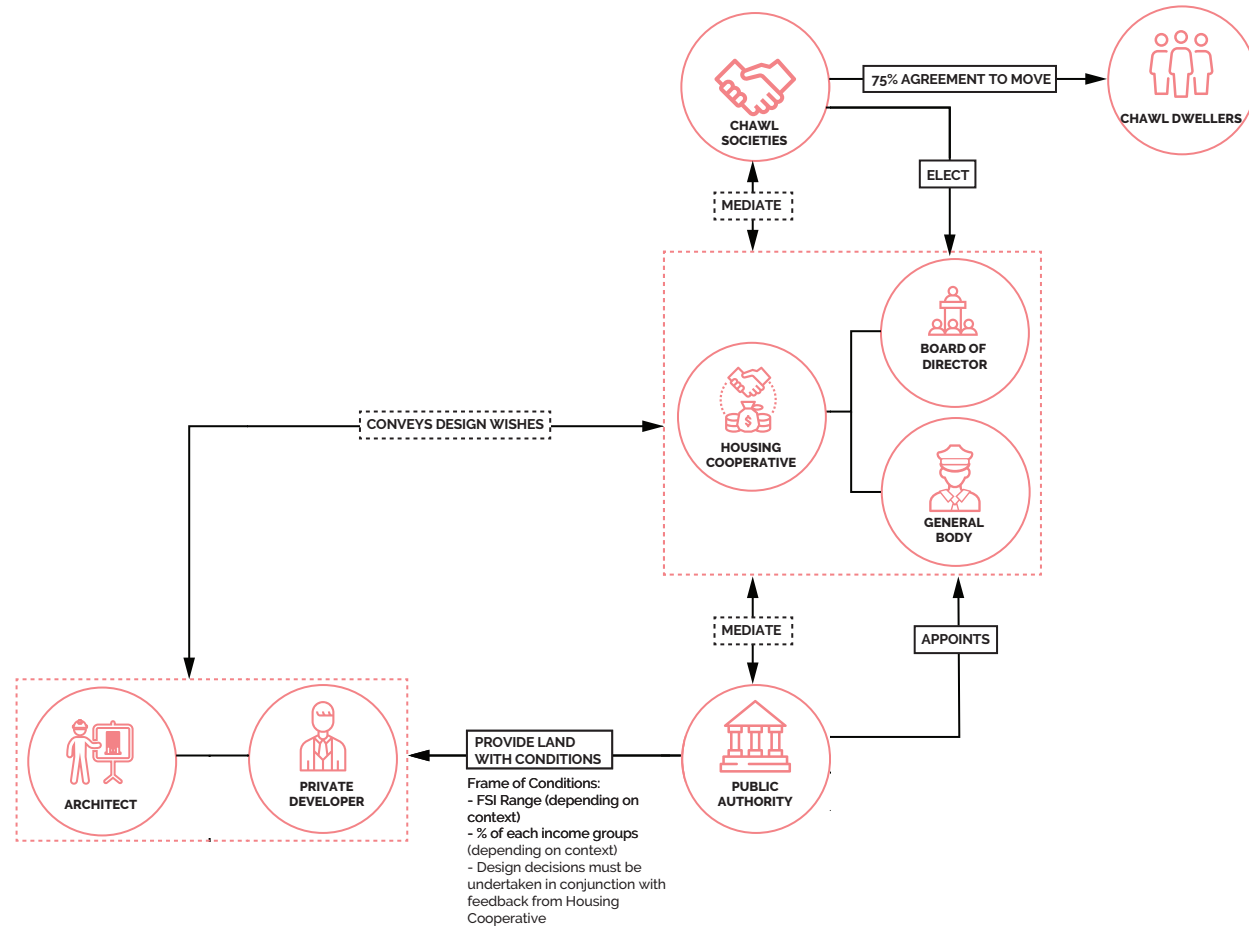 75% AGREEMENT TO MOVE
CHAWL
SOCIETIES
CHAWL DWELLERS
ELECT
MEDIATE
BOARD OF
DIRECTOR
CONVEYS DESIGN WISHES
HOUSING
COOPERATIVE
GENERAL
BODY
MEDIATE
APPOINTS
PROVIDE LAND
WITH CONDITIONS
ARCHITECT
PRIVATE
DEVELOPER
PUBLIC
AUTHORITY
Frame of Conditions:
- FSI Range (depending on
context)
- % of each income groups
(depending on context)
- Design decisions must be
undertaken in conjunction with
feedback from Housing
Cooperative